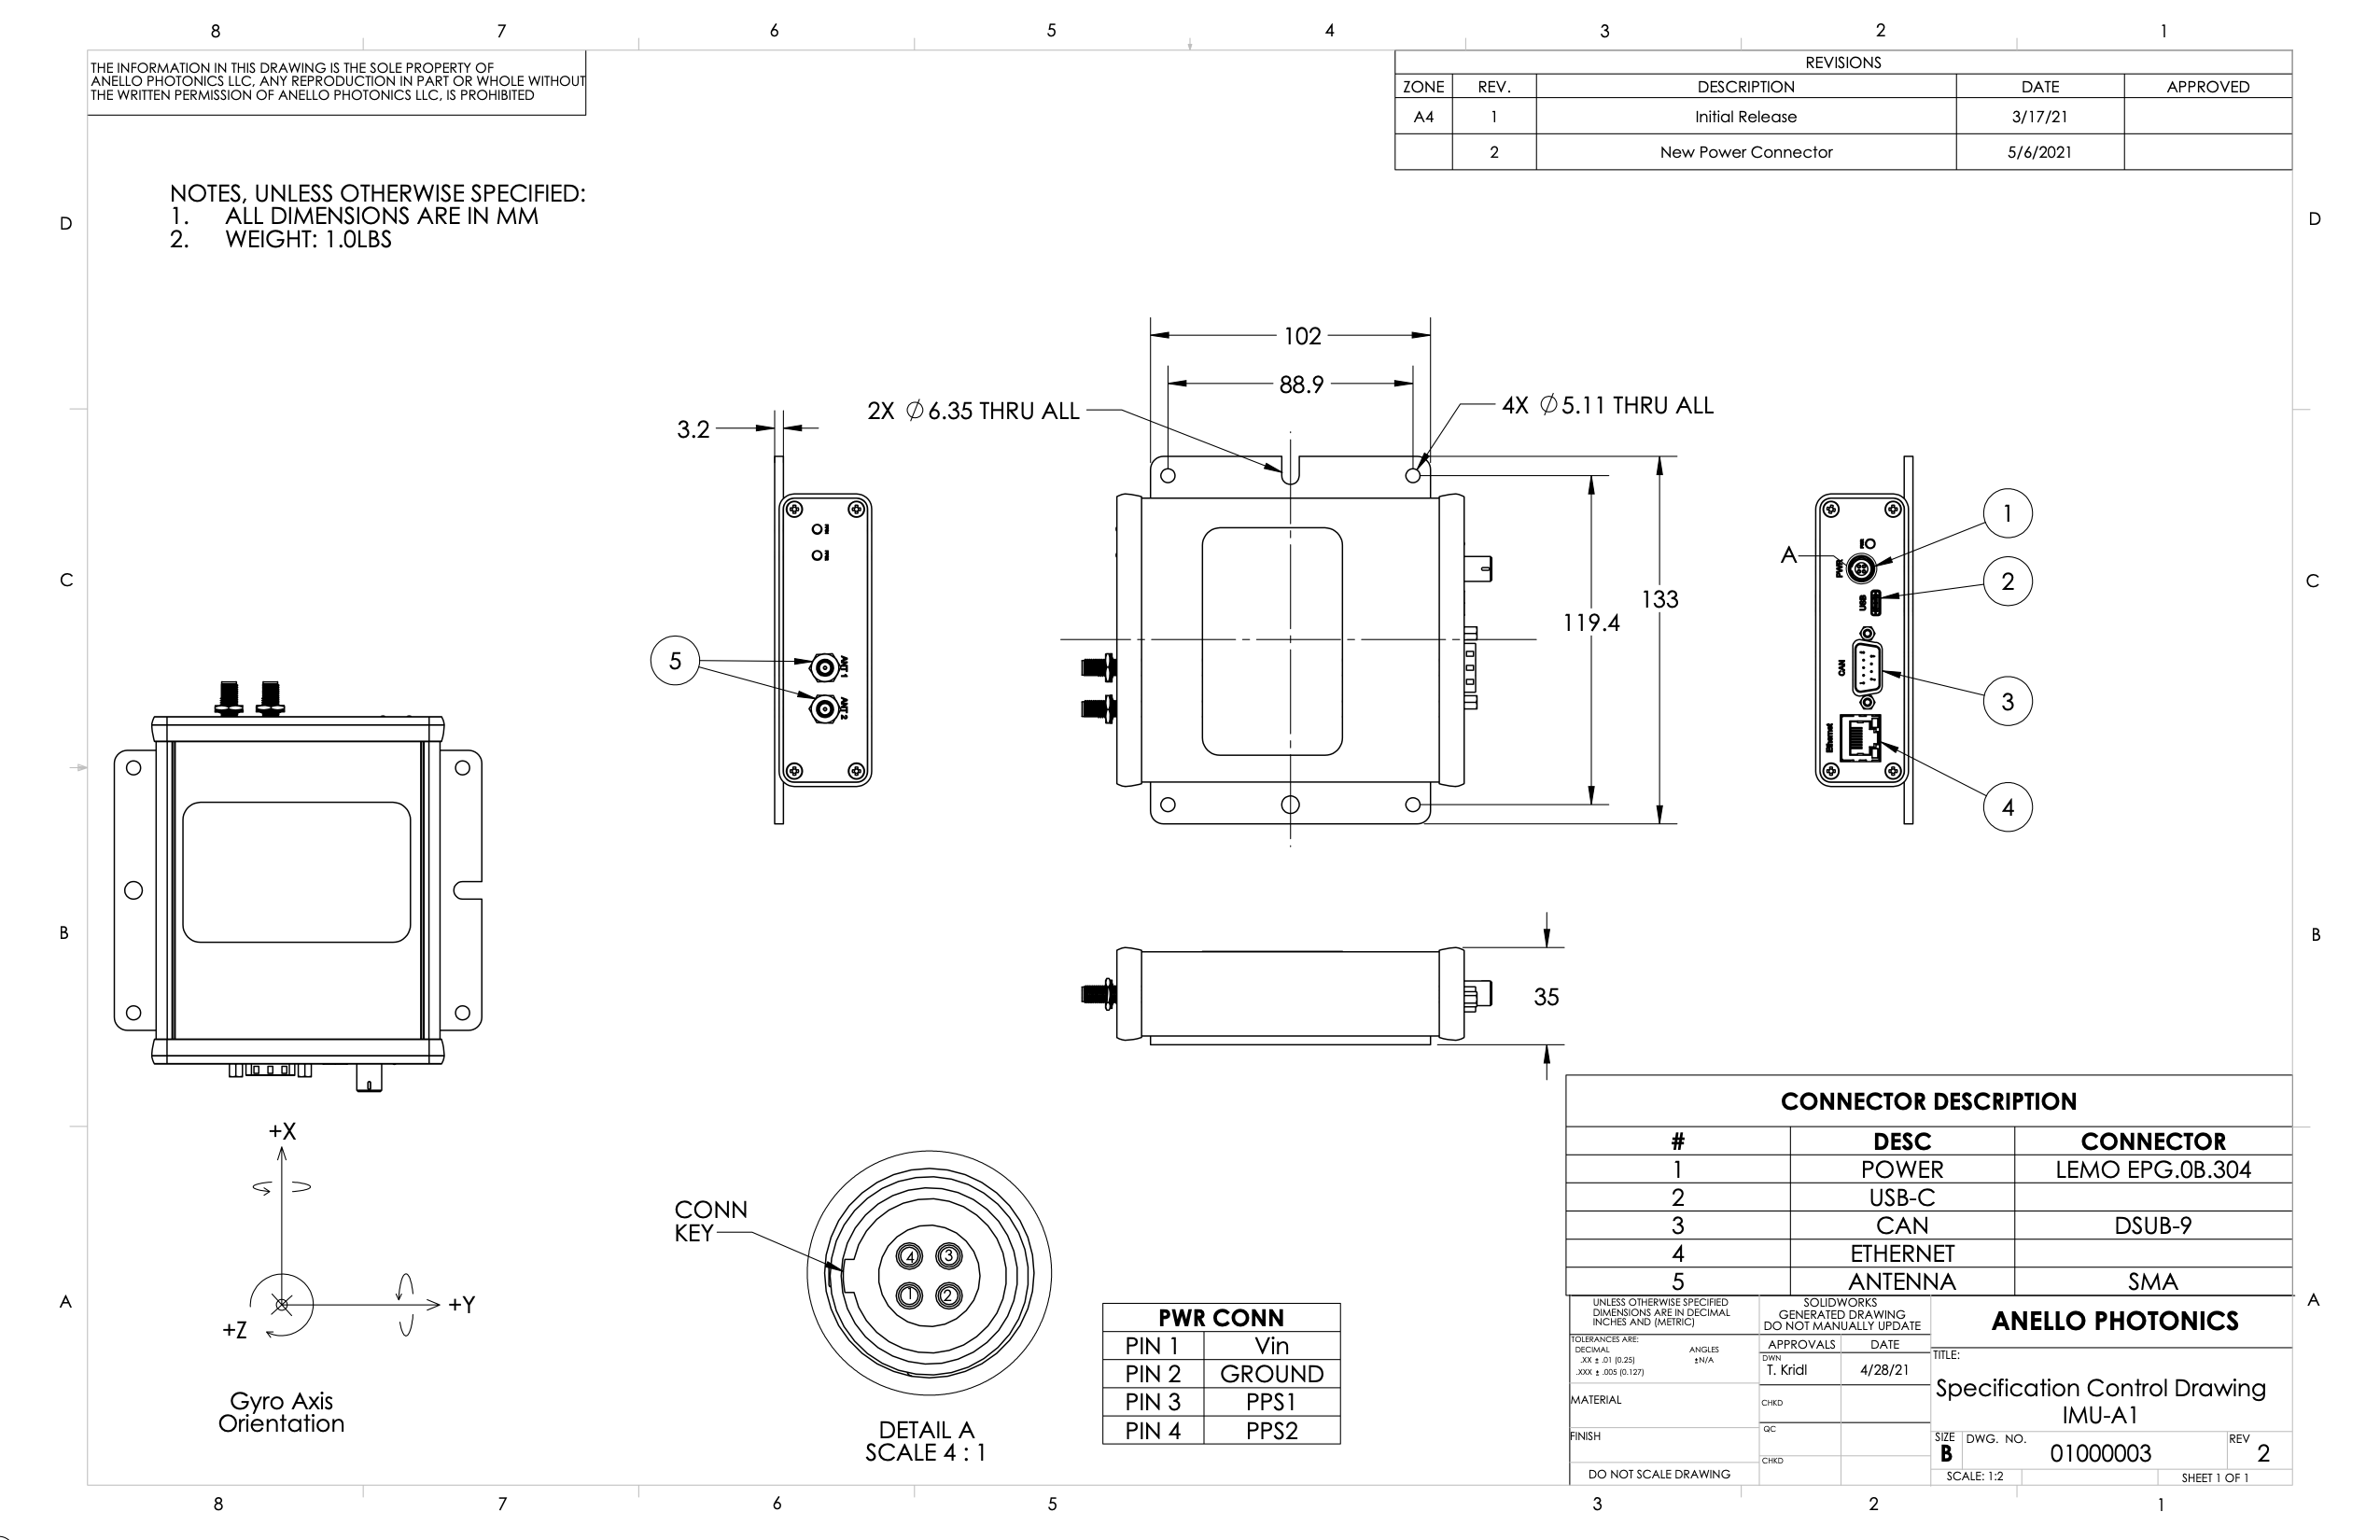 8 7 6 5 4 3 2 1
THE INFORMATION IN THIS DRAWING IS THE SOLE PROPERTY OF
ANELLO PHOTONICS LLC, ANY REPRODUCTION IN PART OR WHOLE WITHOUT
THE WRITTEN PERMISSION OF ANELLO PHOTONICS LLC, IS PROHIBITED
REVISIONS
ZONE REV. DESCRIPTION DATE APPROVED
A4 1 Initial Release 3/17/21
2 New Power Connector 5/6/2021
NOTES, UNLESS OTHERWISE SPECIFIED:
1. ALL DIMENSIONS ARE IN MM
2. WEIGHT: 1.0LBS
D D
102
88.9
2X ∅6.35 THRU ALL
4X ∅5.11 THRU ALL
3.2
133
119.4
C C
5
ANT 1
ANT 2
A
PWR
USB
CAN
Ethernet
1
2
3
4
B B
35
+X
+Y
+Z
Gyro Axis
Orientation
CONN
KEY
4 3
1 2
DETAIL A
SCALE 4 : 1
PWR CONN
PIN 1 Vin
PIN 2 GROUND
PIN 3 PPS1
PIN 4 PPS2
CONNECTOR DESCRIPTION
# DESC CONNECTOR
1 POWER LEMO EPG.0B.304
2 USB-C
3 CAN DSUB-9
4 ETHERNET
5 ANTENNA SMA
A A
UNLESS OTHERWISE SPECIFIED
DIMENSIONS ARE IN DECIMAL
INCHES AND (METRIC)
TOLERANCES ARE:
DECIMAL ANGLES
.XX ± .01 (0.25) ±N/A
.XXX ± .005 (0.127)
MATERIAL
FINISH
DO NOT SCALE DRAWING
SOLIDWORKS
GENERATED DRAWING
DO NOT MANUALLY UPDATE
APPROVALS DATE
DWN
T. Kridl 4/28/21
CHKD
QC
CHKD
ANELLO PHOTONICS
TITLE:
Specification Control Drawing
IMU-A1
SIZE DWG. NO. REV
B 01000003 2
SCALE: 1:2 SHEET 1 OF 1
8 7 6 5 3 2 1